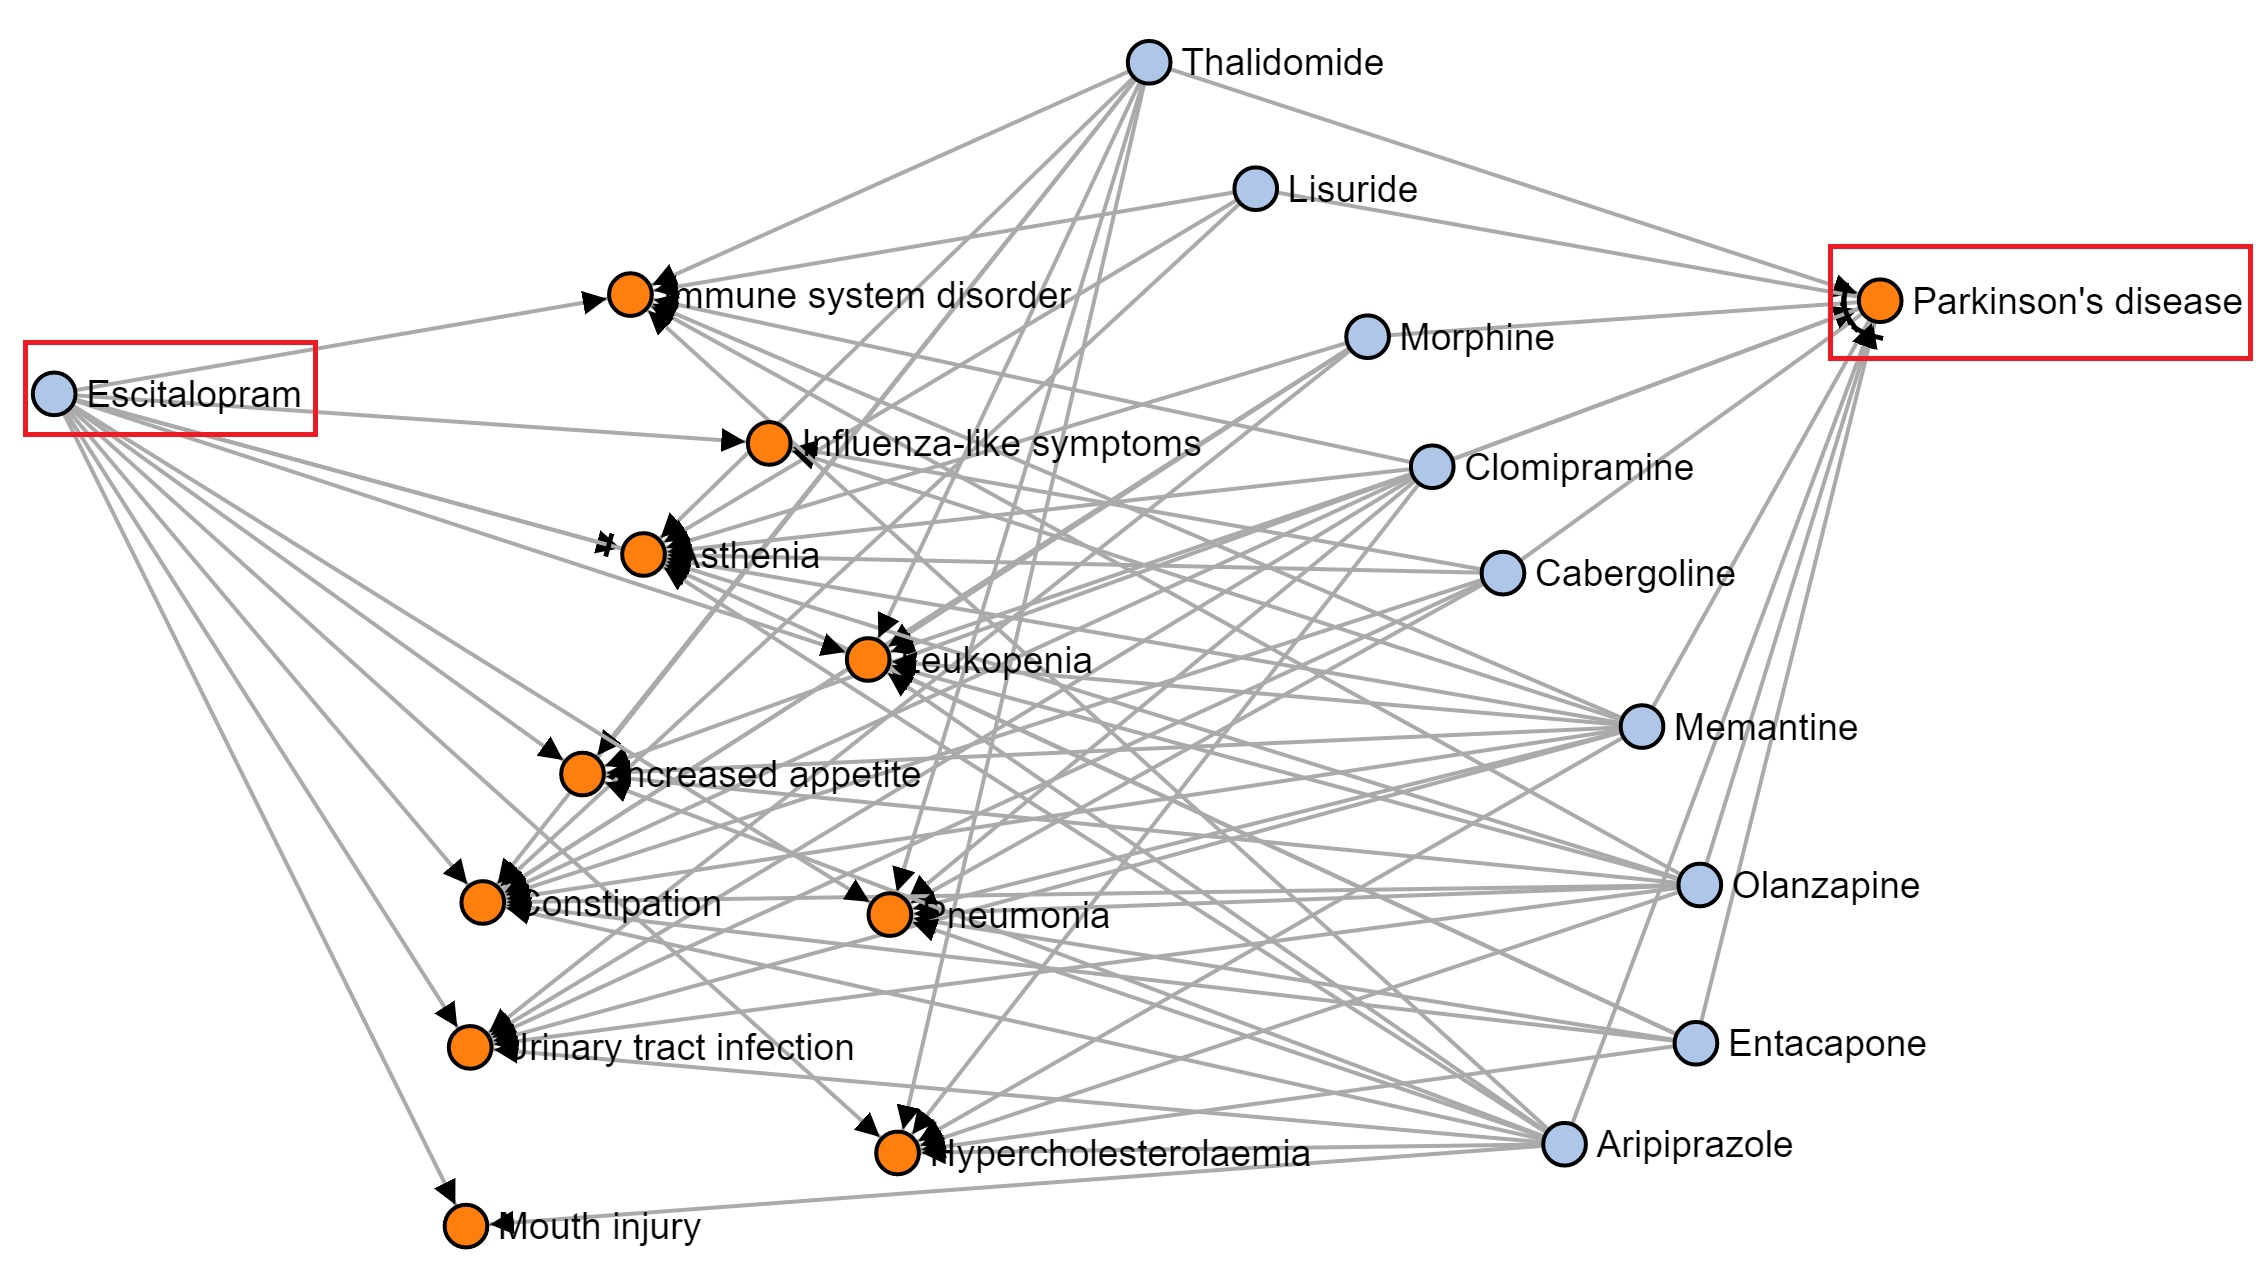 Thalidomide
Lisuride
Immune system disorder
Parkinson's disease
Morphine
Escitalopram
Influenza-like symptoms
Clomipramine
Asthenia
Cabergoline
Leukopenia
Memantine
Increased appetite
Olanzapine
Constipation
Pneumonia
Entacapone
Urinary tract infection
Aripiprazole
Hypercholesterolaemia
Mouth injury